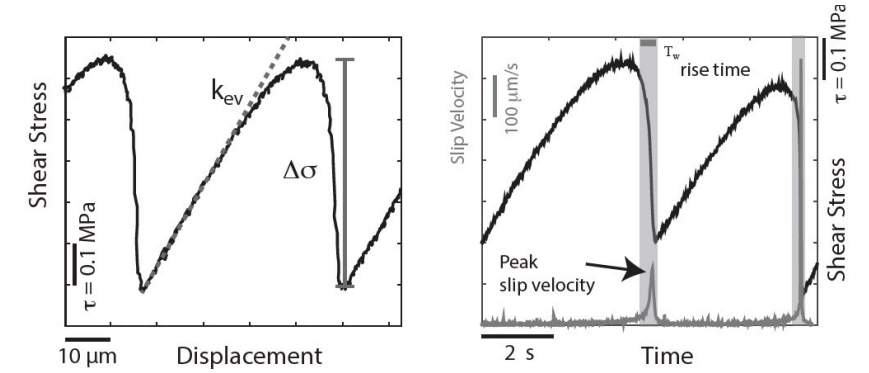 Shear Stress
τ = 0.1 MPa
k_ev
Δσ
10 μm
Displacement
Slip Velocity
100 μm/s
T_w
rise time
τ = 0.1 MPa
Shear Stress
Peak
slip velocity
2 s
Time